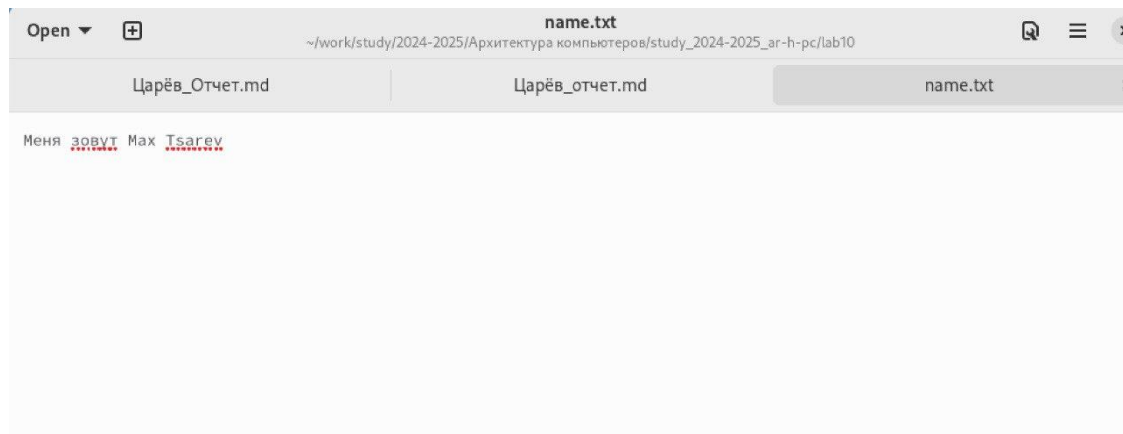 Open
name.txt
~/work/study/2024-2025/Архитектура компьютеров/study_2024-2025_ar-h-pc/lab10
Царёв_Отчет.md Царёв_отчет.md name.txt
Меня зовут Max Tsarev